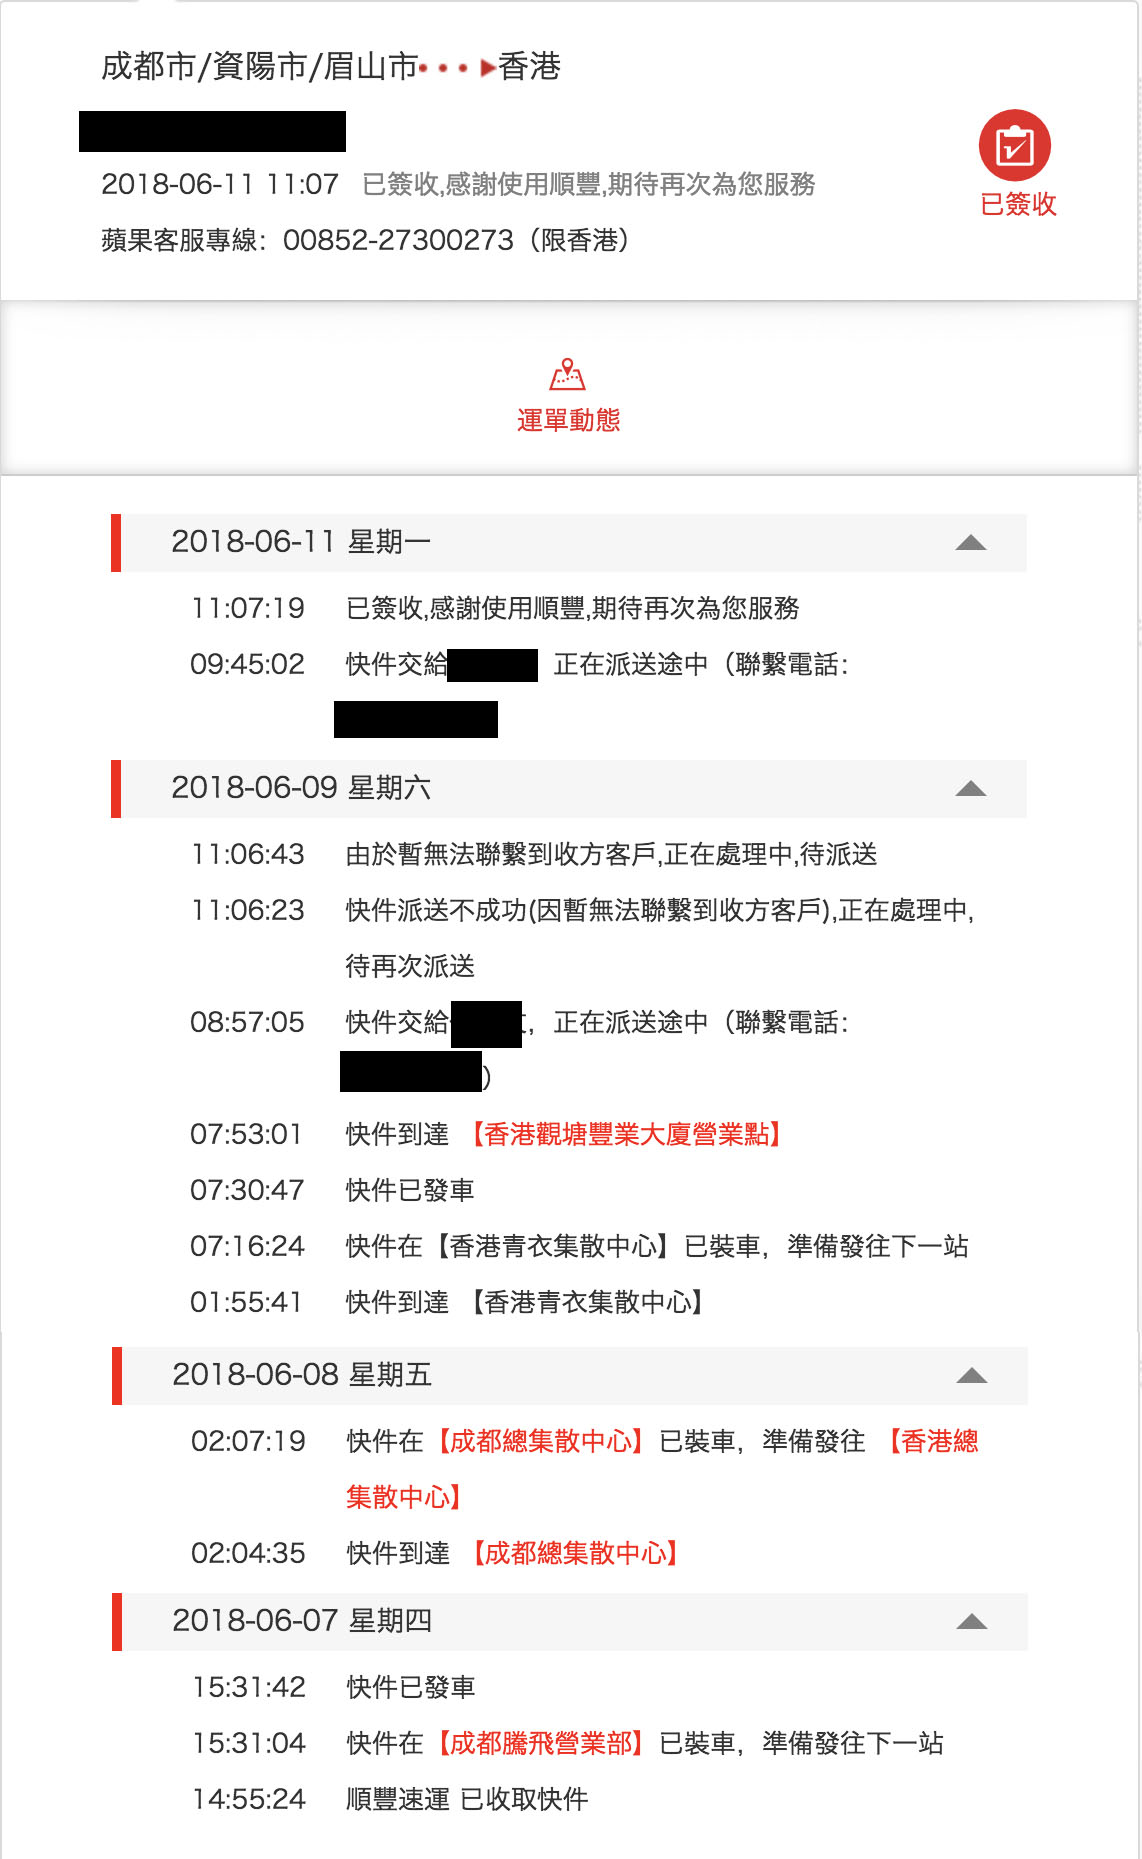 成都市/資陽市/眉山市 香港
2018-06-11 11:07 已簽收,感謝使用順豐,期待再次為您服務
已簽收
蘋果客服專線：00852-27300273（限香港）
運單動態
2018-06-11 星期一
11:07:19 已簽收,感謝使用順豐,期待再次為您服務
09:45:02 快件交給 正在派送途中（聯繫電話：
2018-06-09 星期六
11:06:43 由於暫無法聯繫到收方客戶,正在處理中,待派送
11:06:23 快件派送不成功(因暫無法聯繫到收方客戶),正在處理中,
待再次派送
08:57:05 快件交給 ，正在派送途中（聯繫電話：
）
07:53:01 快件到達 【香港觀塘豐業大廈營業點】
07:30:47 快件已發車
07:16:24 快件在【香港青衣集散中心】已裝車，準備發往下一站
01:55:41 快件到達 【香港青衣集散中心】
2018-06-08 星期五
02:07:19 快件在【成都總集散中心】已裝車，準備發往 【香港總
集散中心】
02:04:35 快件到達 【成都總集散中心】
2018-06-07 星期四
15:31:42 快件已發車
15:31:04 快件在【成都騰飛營業部】已裝車，準備發往下一站
14:55:24 順豐速運 已收取快件